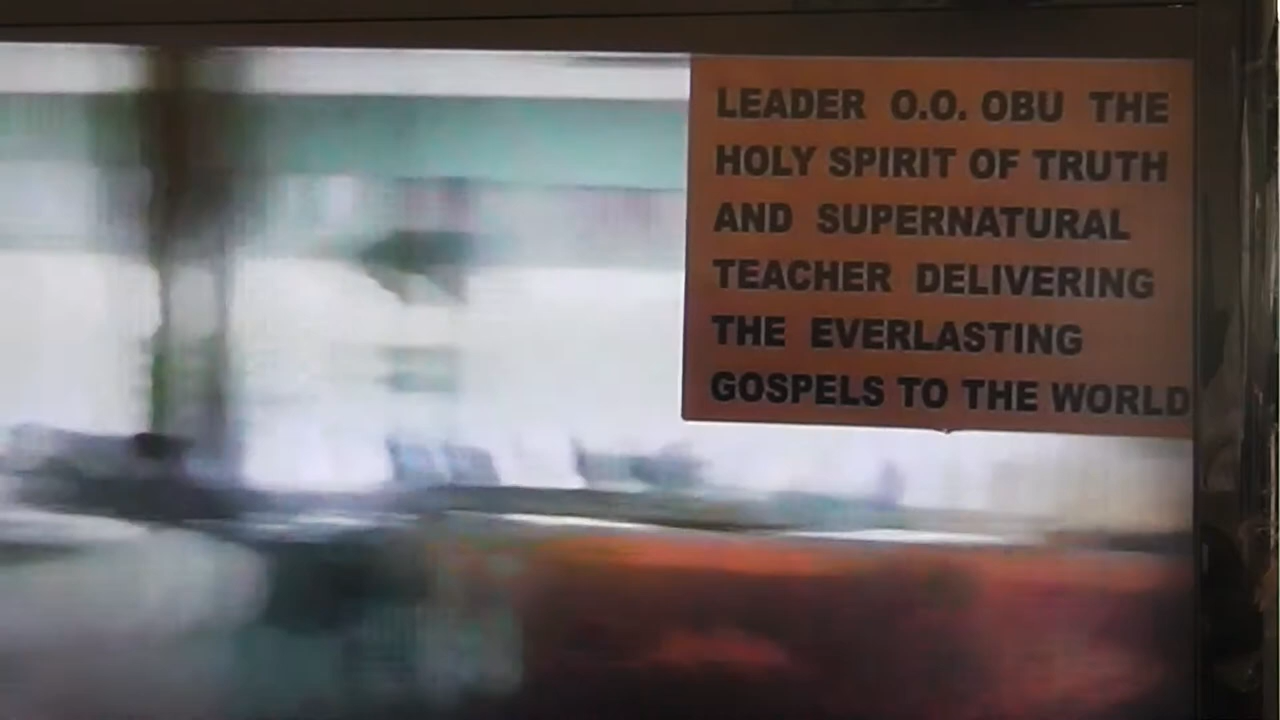 LEADER O.O. OBU THE
HOLY SPIRIT OF TRUTH
AND SUPERNATURAL
TEACHER DELIVERING
THE EVERLASTING
GOSPELS TO THE WORLD